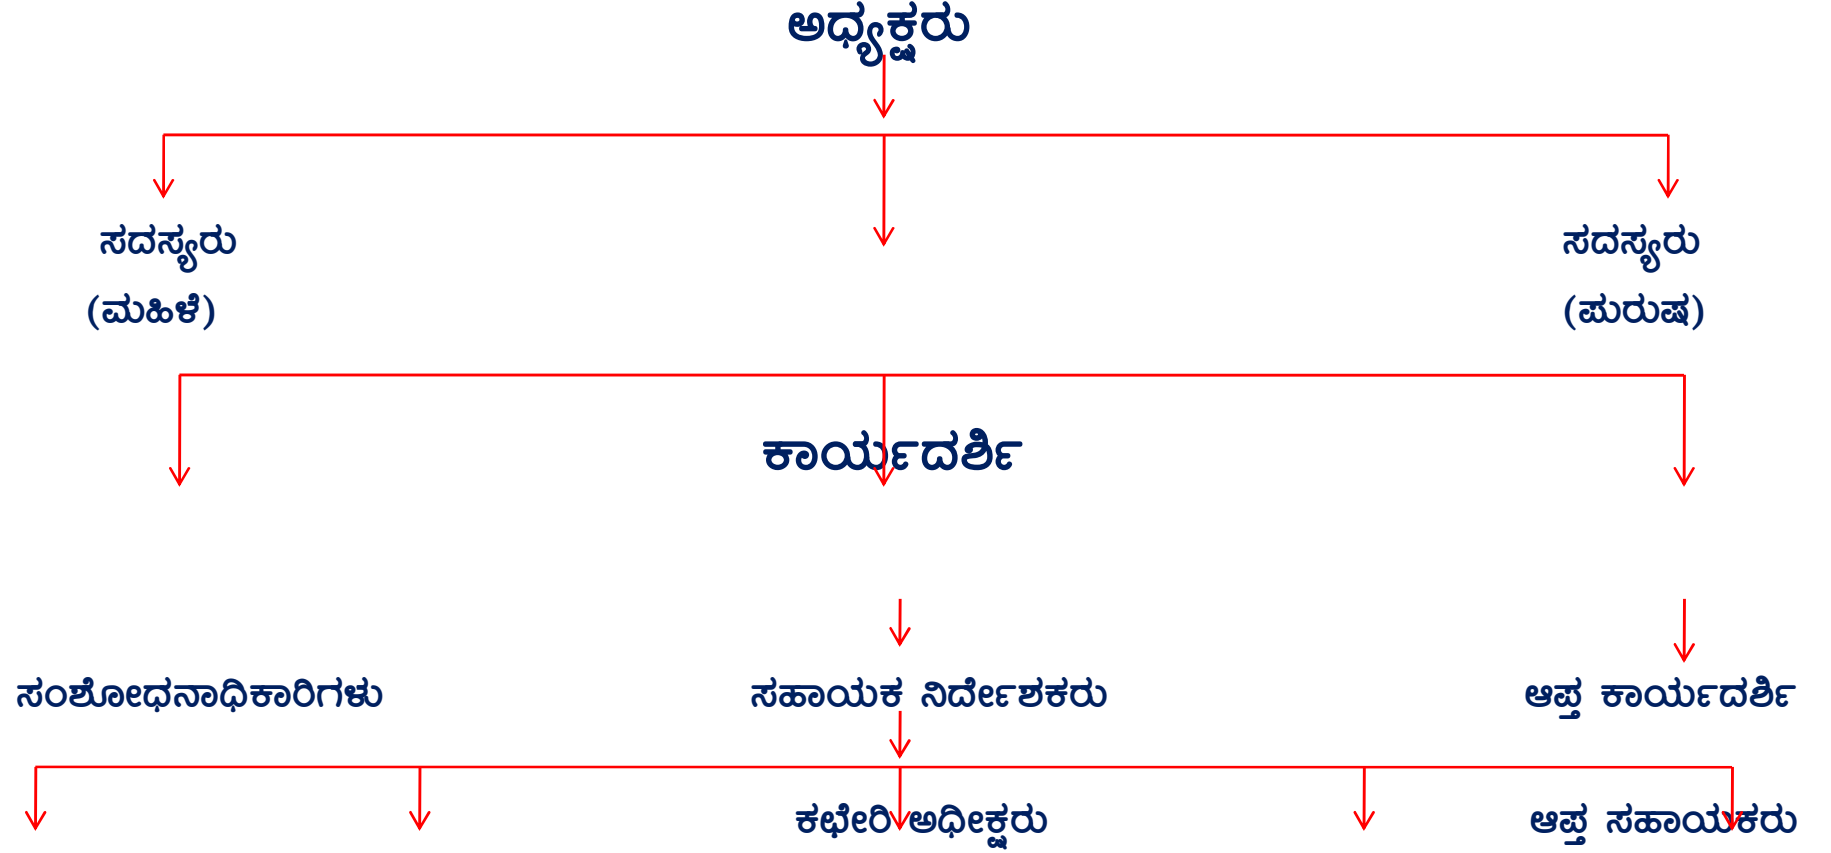 ಅಧ್ಯಕ್ಷರು
ಸದಸ್ಯರು ಸದಸ್ಯರು
(ಮಹಿಳೆ) (ಪುರುಷ)
ಕಾರ್ಯದರ್ಶಿ
ಸಂಶೋಧನಾಧಿಕಾರಿಗಳು ಸಹಾಯಕ ನಿರ್ದೇಶಕರು ಆಪ್ತ ಕಾರ್ಯದರ್ಶಿ
ಕಛೇರಿ ಅಧೀಕ್ಷರು ಆಪ್ತ ಸಹಾಯಕರು